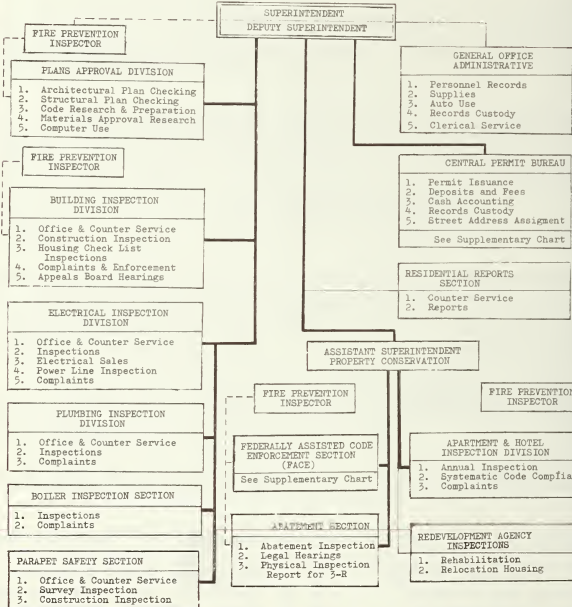 SUPERINTENDENT
DEPUTY SUPERINTENDENT
FIRE PREVENTION
INSPECTOR
PLANS APPROVAL DIVISION
1. Architectural Plan Checking
2. Structural Plan Checking
3. Code Research & Preparation
4. Materials Approval Research
5. Computer Use
FIRE PREVENTION
INSPECTOR
BUILDING INSPECTION
DIVISION
1. Office & Counter Service
2. Construction Inspection
3. Housing Check List
Inspections
4. Complaints & Enforcement
5. Appeals Board Hearings
ELECTRICAL INSPECTION
DIVISION
1. Office & Counter Service
2. Inspections
3. Electrical Sales
4. Power Line Inspection
5. Complaints
PLUMBING INSPECTION
DIVISION
1. Office & Counter Service
2. Inspections
3. Complaints
BOILER INSPECTION SECTION
1. Inspections
2. Complaints
PARAPET SAFETY SECTION
1. Office & Counter Service
2. Survey Inspection
3. Construction Inspection
GENERAL OFFICE
ADMINISTRATIVE
1. Personnel Records
2. Supplies
3. Auto Use
4. Records Custody
5. Clerical Service
CENTRAL PERMIT BUREAU
1. Permit Issuance
2. Deposits and Fees
3. Cash Accounting
4. Records Custody
5. Street Address Assigment
See Supplementary Chart
RESIDENTIAL REPORTS
SECTION
1. Counter Service
2. Reports
ASSISTANT SUPERINTENDENT
PROPERTY CONSERVATION
FIRE PREVENTION
INSPECTOR
FEDERALLY ASSISTED CODE
ENFORCEMENT SECTION
(FACE)
See Supplementary Chart
ABATEMENT SECTION
1. Abatement Inspection
2. Legal Hearings
3. Physical Inspection
Report for 3-R
FIRE PREVENTION
INSPECTOR
APARTMENT & HOTEL
INSPECTION DIVISION
1. Annual Inspection
2. Systematic Code Complia
3. Complaints
REDEVELOPMENT AGENCY
INSPECTIONS
1. Rehabilitation
2. Relocation Housing